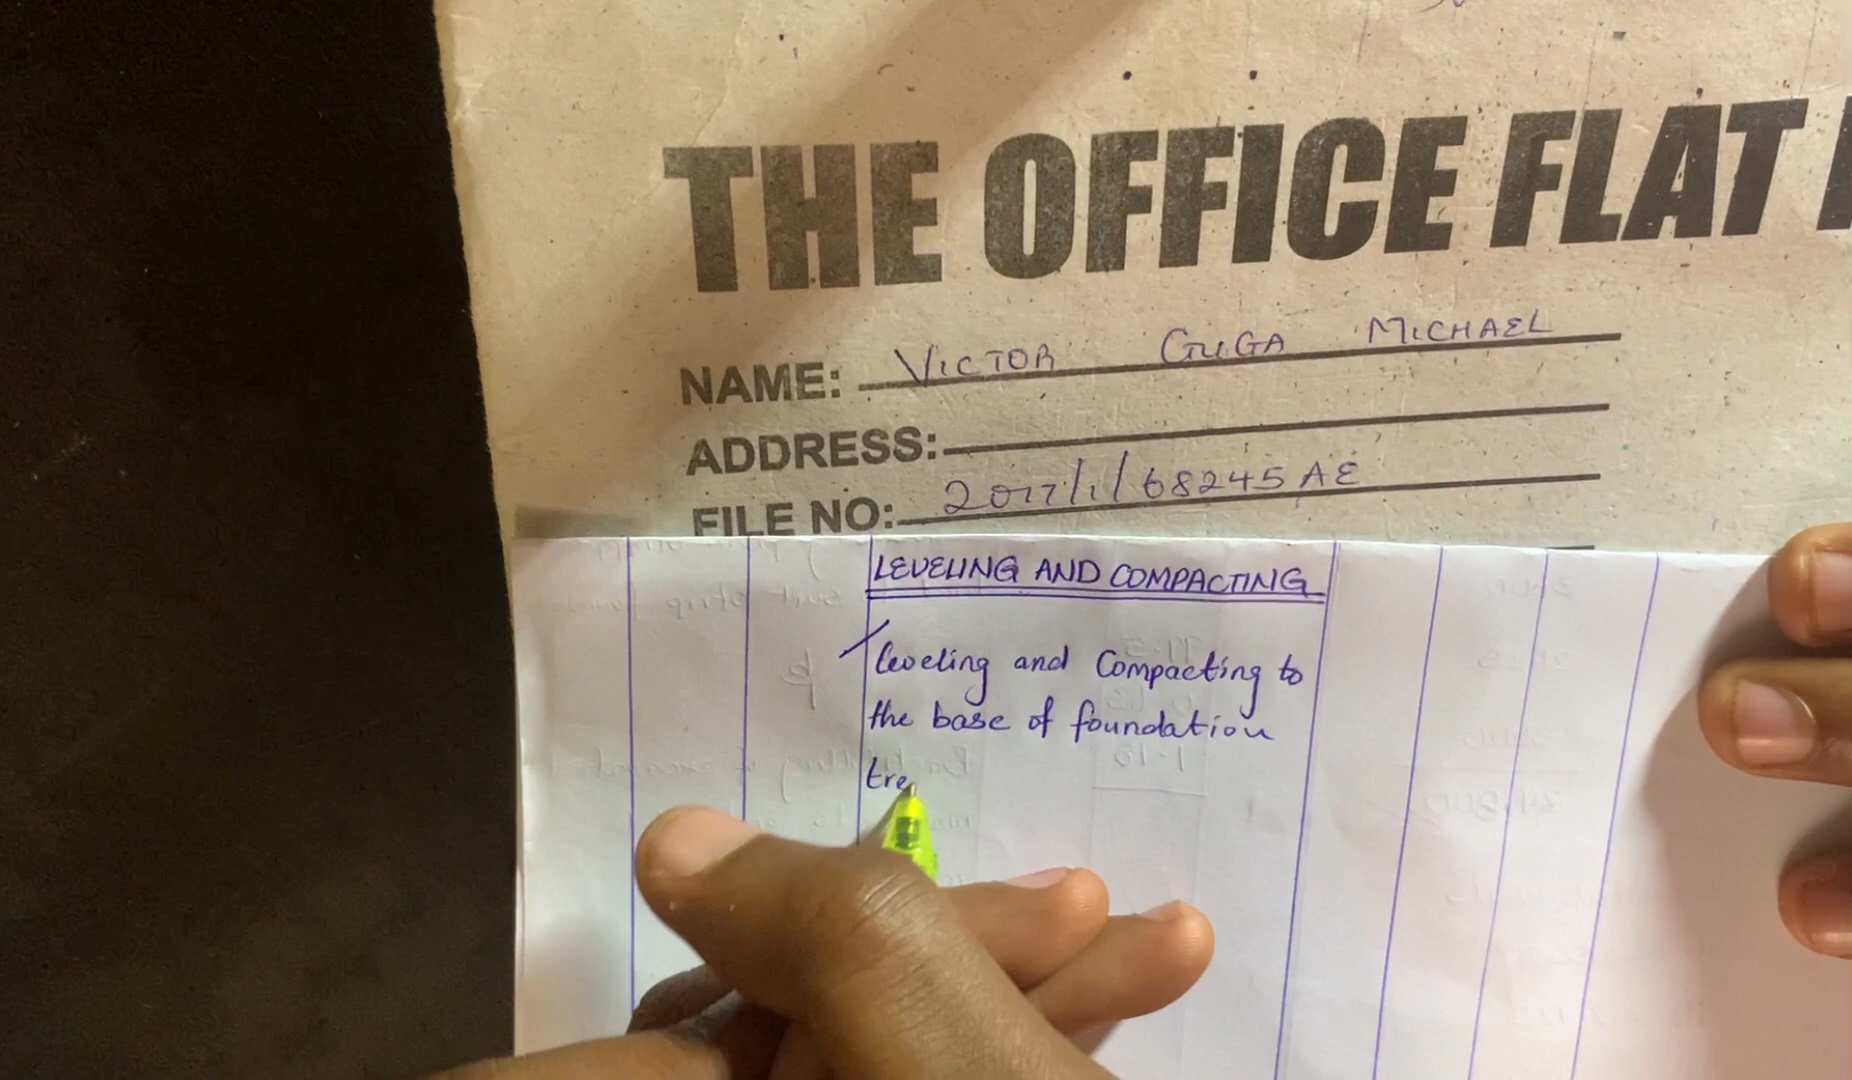 THE OFFICE FLAT
NAME: VICTOR GUGA MICHAEL
ADDRESS:
FILE NO: 2017/1/68245AE
LEVELING AND COMPACTING
leveling and Compacting to
the base of foundation
tre